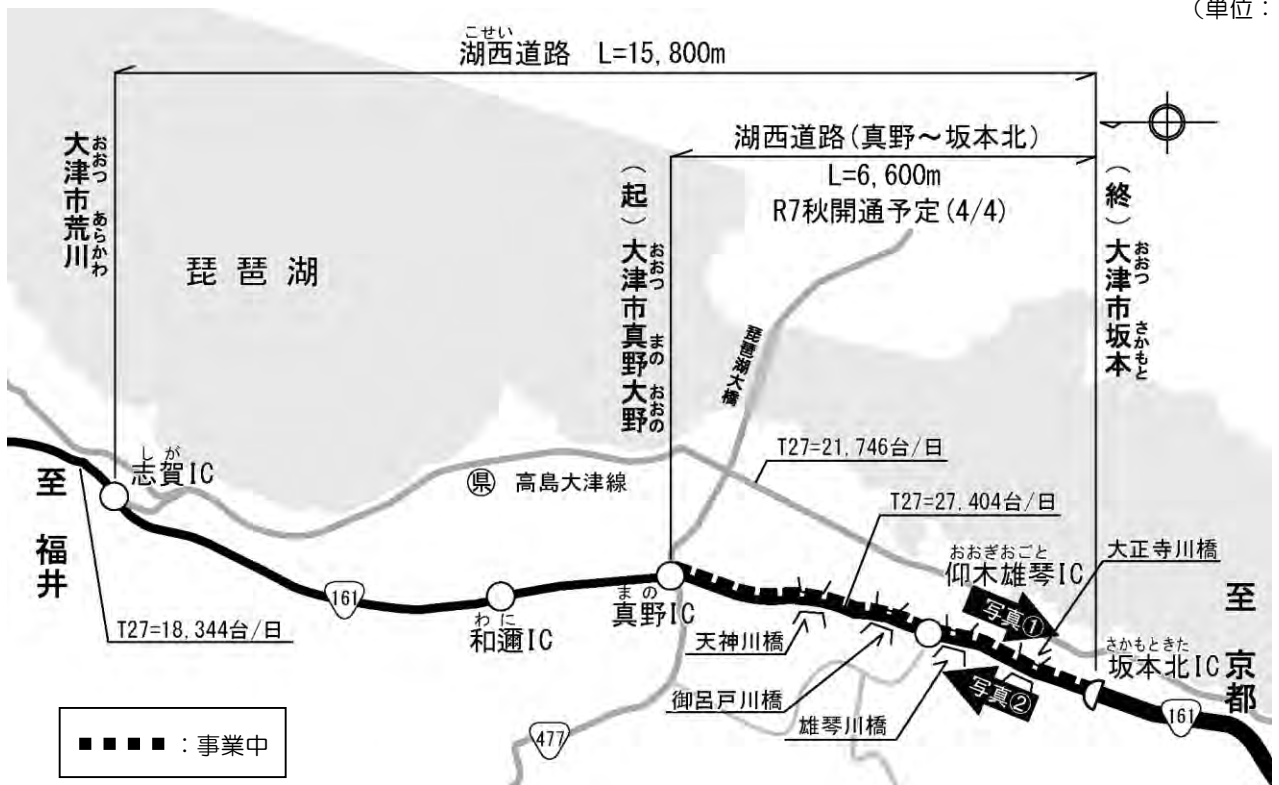 （単位：
こせい
湖西道路 L=15,800m
湖西道路(真野～坂本北)
L=6,600m
R7秋開通予定(4/4)
おおつ あらかわ
大津市荒川
琵琶湖
（起）大津市真野大野
おおつ まの おおの
（終）大津市坂本
おおつ さかもと
琵琶湖大橋
しが
志賀IC
県 高島大津線
T27=21,746台/日
T27=27,404台/日
おおぎおごと
仰木雄琴IC
大正寺川橋
至 福井
至 京都
161
T27=18,344台/日
わに
和邇IC
まの
真野IC
天神川橋
御呂戸川橋
雄琴川橋
写真①
写真②
さかもときた
坂本北IC
161
477
：事業中